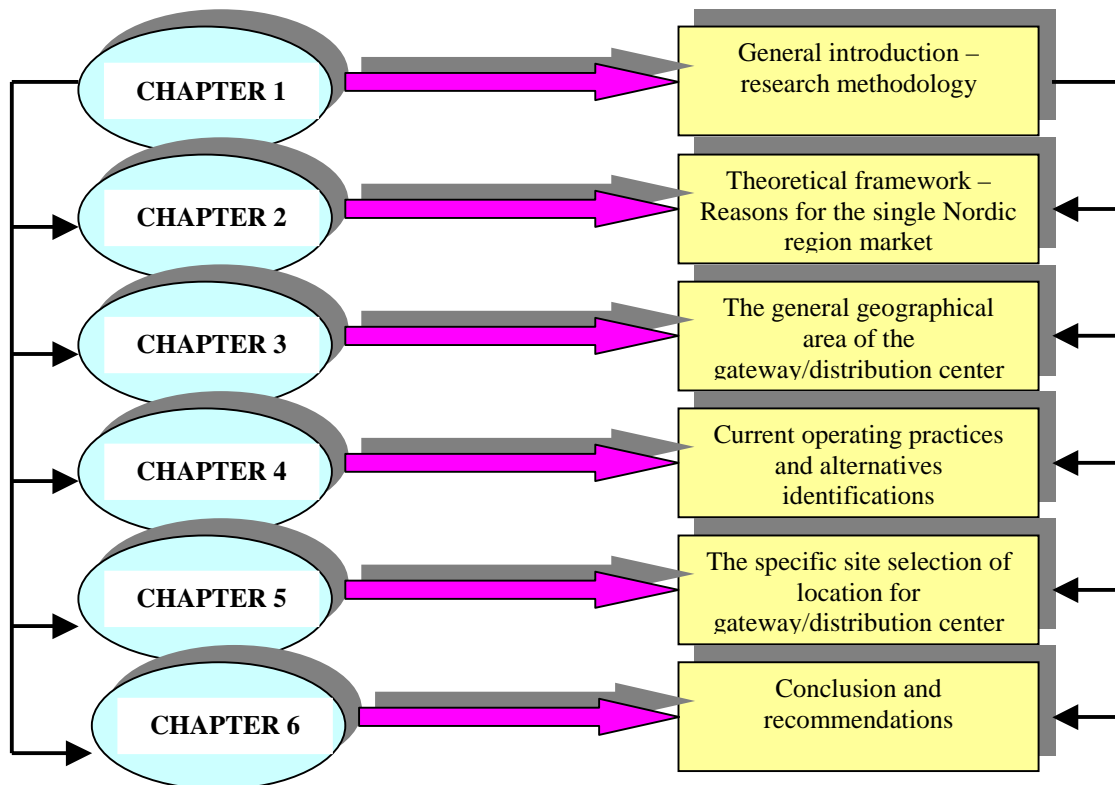 CHAPTER 1
General introduction –
research methodology
CHAPTER 2
Theoretical framework –
Reasons for the single Nordic
region market
CHAPTER 3
The general geographical
area of the
gateway/distribution center
CHAPTER 4
Current operating practices
and alternatives
identifications
CHAPTER 5
The specific site selection of
location for
gateway/distribution center
CHAPTER 6
Conclusion and
recommendations